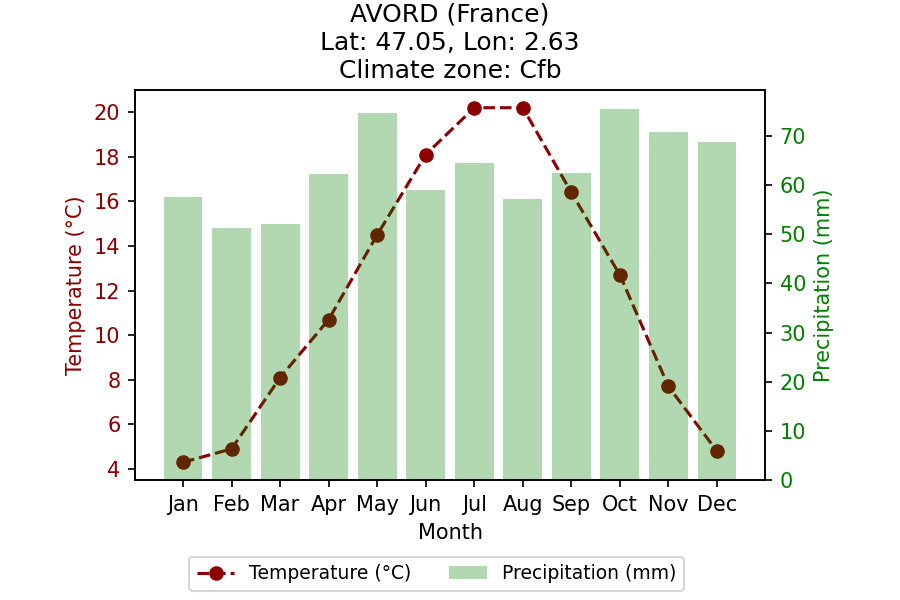 AVORD (France)
Lat: 47.05, Lon: 2.63
Climate zone: Cfb
Temperature (°C)
20
18
16
14
12
10
8
6
4
70
60
50
40
30
20
10
0
Precipitation (mm)
Jan Feb Mar Apr May Jun Jul Aug Sep Oct Nov Dec
Month
Temperature (°C) Precipitation (mm)